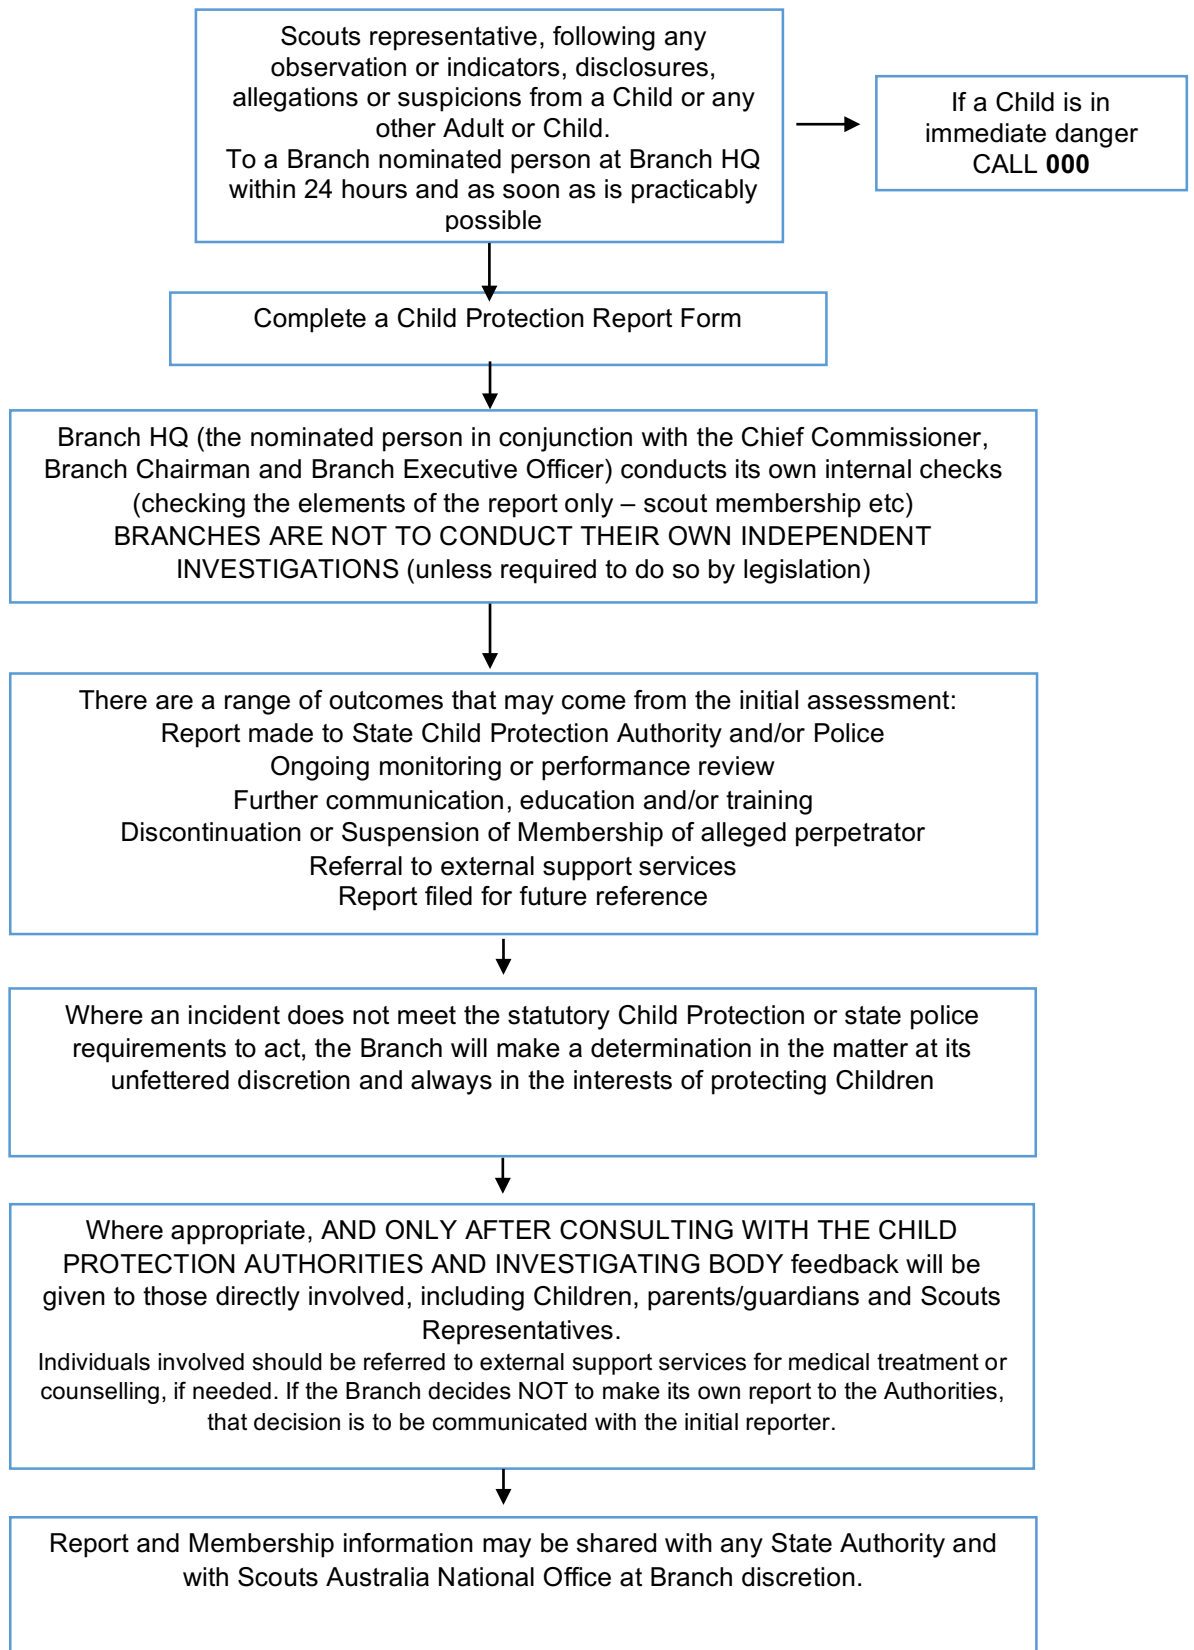 Scouts representative, following any
observation or indicators, disclosures,
allegations or suspicions from a Child or any
other Adult or Child.
To a Branch nominated person at Branch HQ
within 24 hours and as soon as is practicably
possible
If a Child is in
immediate danger
CALL 000
Complete a Child Protection Report Form
Branch HQ (the nominated person in conjunction with the Chief Commissioner,
Branch Chairman and Branch Executive Officer) conducts its own internal checks
(checking the elements of the report only – scout membership etc)
BRANCHES ARE NOT TO CONDUCT THEIR OWN INDEPENDENT
INVESTIGATIONS (unless required to do so by legislation)
There are a range of outcomes that may come from the initial assessment:
Report made to State Child Protection Authority and/or Police
Ongoing monitoring or performance review
Further communication, education and/or training
Discontinuation or Suspension of Membership of alleged perpetrator
Referral to external support services
Report filed for future reference
Where an incident does not meet the statutory Child Protection or state police
requirements to act, the Branch will make a determination in the matter at its
unfettered discretion and always in the interests of protecting Children
Where appropriate, AND ONLY AFTER CONSULTING WITH THE CHILD
PROTECTION AUTHORITIES AND INVESTIGATING BODY feedback will be
given to those directly involved, including Children, parents/guardians and Scouts
Representatives.
Individuals involved should be referred to external support services for medical treatment or
counselling, if needed. If the Branch decides NOT to make its own report to the Authorities,
that decision is to be communicated with the initial reporter.
Report and Membership information may be shared with any State Authority and
with Scouts Australia National Office at Branch discretion.